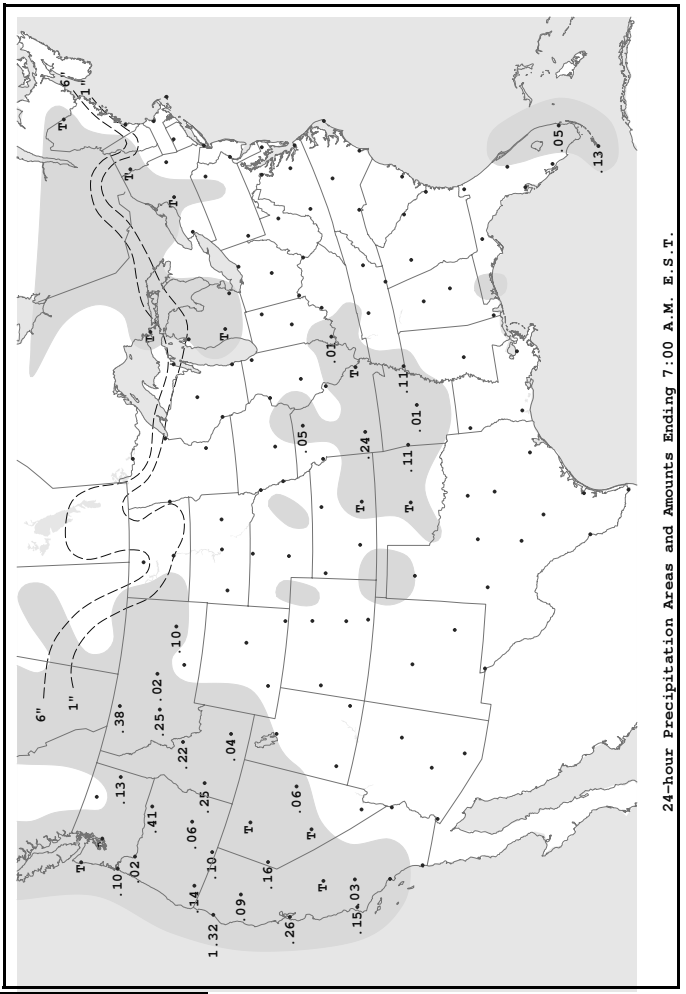 6"
1"
T
T
T
T
T
.05
.13
.01
T
.11
.01
.05
.24
.11
T
T
.10
.02
.25
.38
.22
.04
6"
1"
.13
.41
.25
.06
.06
T
T
T
.02
.10
.10
.14
.16
.09
T
.03
.15
.26
1.32
24-hour Precipitation Areas and Amounts Ending 7:00 A.M. E.S.T.